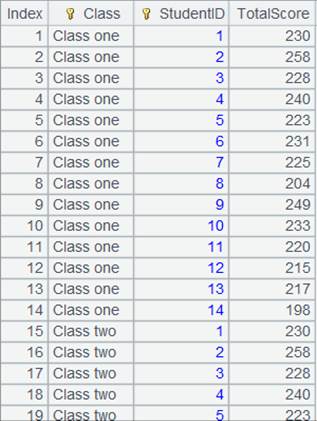 Index Class StudentID TotalScore
1 Class one 1 230
2 Class one 2 258
3 Class one 3 228
4 Class one 4 240
5 Class one 5 223
6 Class one 6 231
7 Class one 7 225
8 Class one 8 204
9 Class one 9 249
10 Class one 10 233
11 Class one 11 220
12 Class one 12 215
13 Class one 13 217
14 Class one 14 198
15 Class two 1 230
16 Class two 2 258
17 Class two 3 228
18 Class two 4 240
19 Class two 5 223